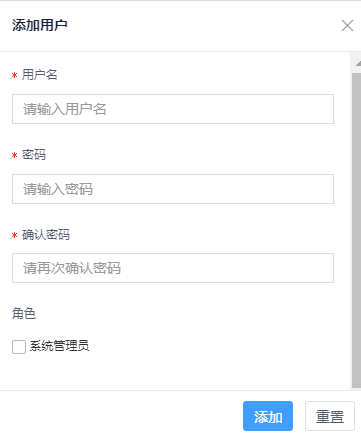 添加用户
* 用户名
请输入用户名
* 密码
请输入密码
* 确认密码
请再次确认密码
角色
系统管理员
添加 重置